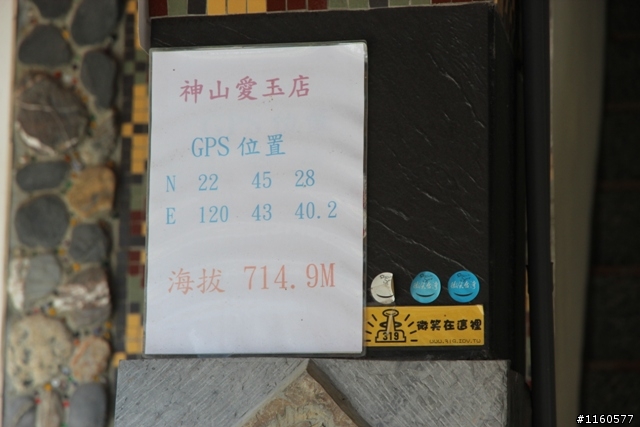 神山愛玉店
GPS 位置
N 22 45 28
E 120 43 40.2
海拔 714.9M
319
微笑在這裡
#1160577